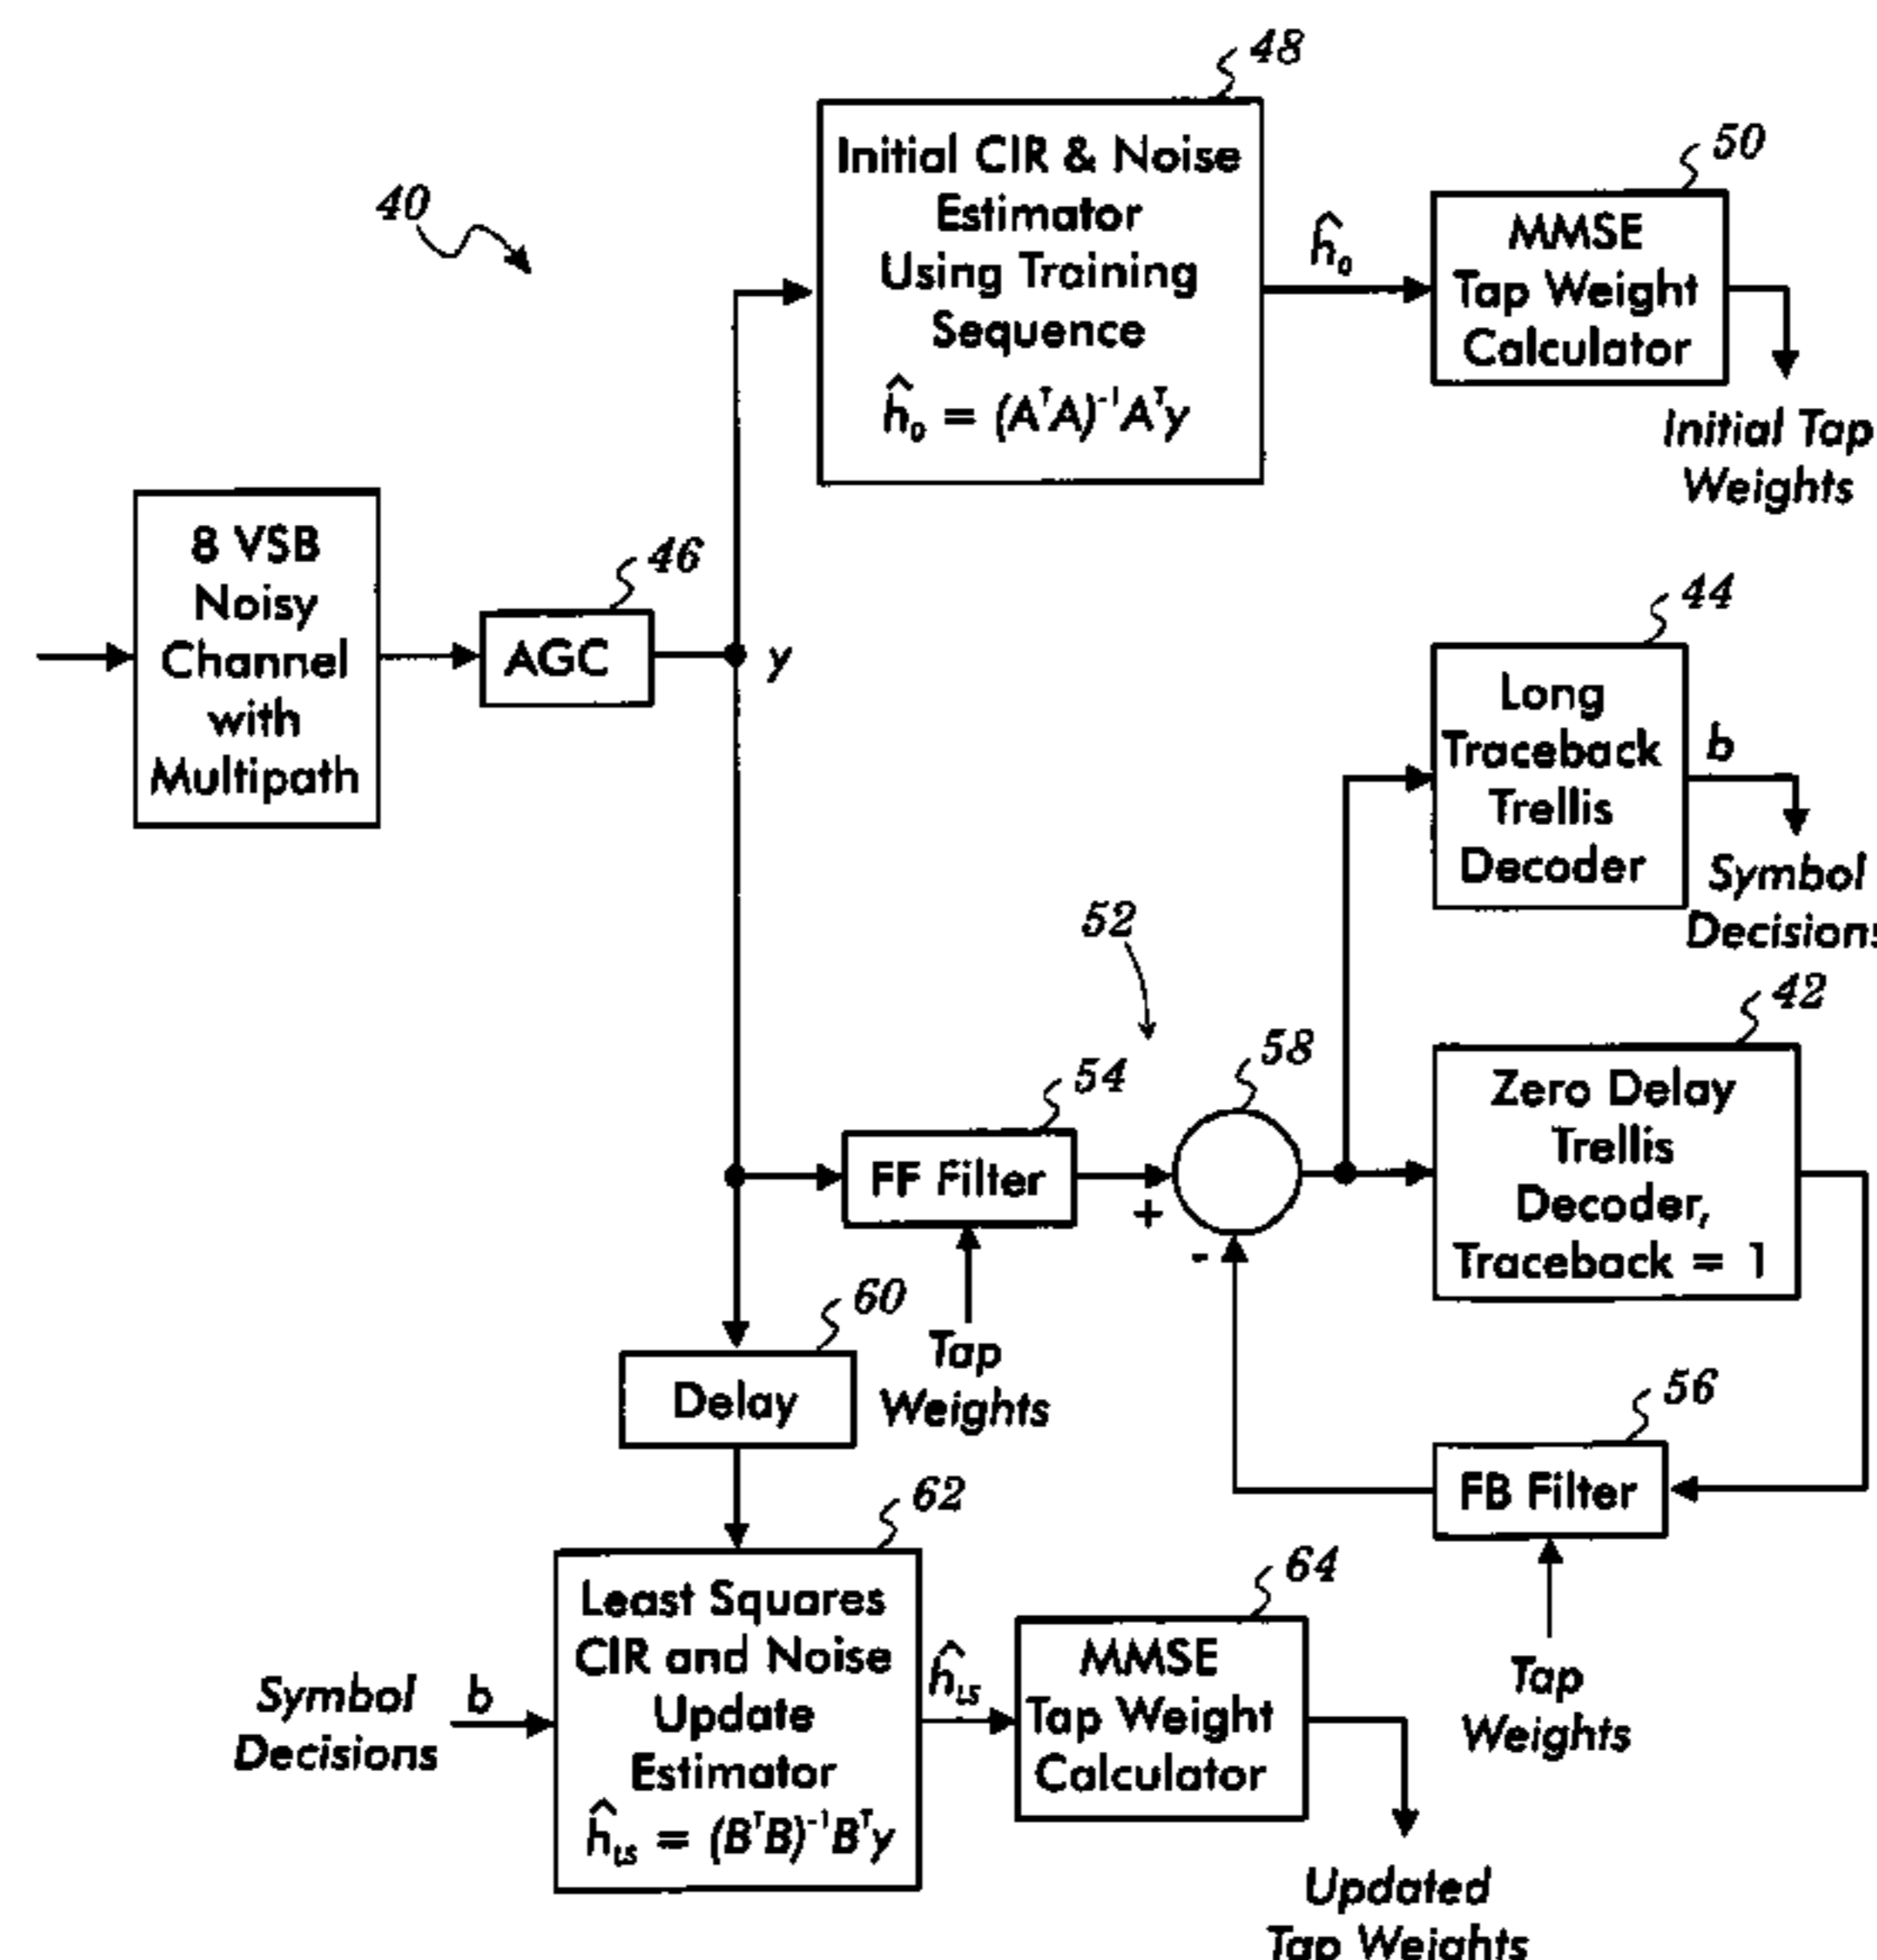 40
48
Initial CIR & Noise
Estimator
Using Training
Sequence
ĥ₀ = (AᵀA)⁻¹Aᵀy
ĥ₀
50
MMSE
Tap Weight
Calculator
Initial Tap
Weights
8 VSB
Noisy
Channel
with
Multipath
46
AGC
y
44
Long
Traceback
Trellis
Decoder
b
Symbol
Decisions
52
54
FF Filter
Tap
Weights
58
+
-
42
Zero Delay
Trellis
Decoder,
Traceback = 1
56
FB Filter
Tap
Weights
60
Delay
62
Symbol
Decisions
b
Least Squares
CIR and Noise
Update
Estimator
ĥLS = (BᵀB)⁻¹Bᵀy
ĥLS
64
MMSE
Tap Weight
Calculator
Updated
Tap Weights